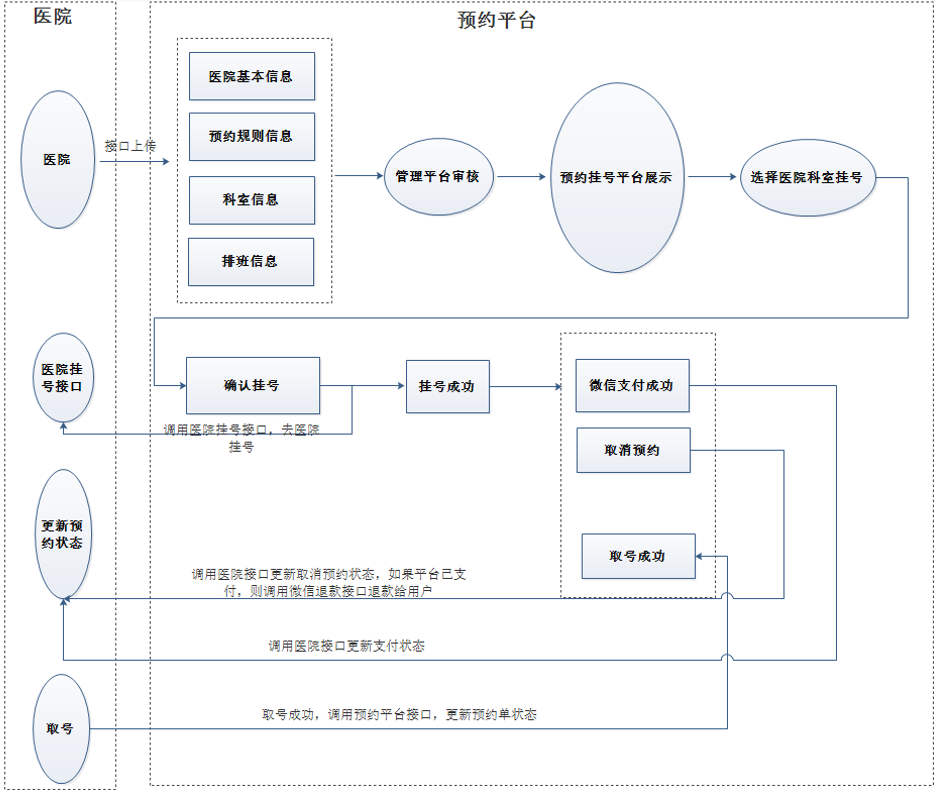 医院
预约平台
医院
接口上传
医院基本信息
预约规则信息
科室信息
排班信息
管理平台审核
预约挂号平台展示
选择医院科室挂号
医院挂
号接口
确认挂号
挂号成功
微信支付成功
调用医院挂号接口，去医院
挂号
取消预约
更新预
约状态
取号成功
调用医院接口更新取消预约状态，如果平台已支
付，则调用微信退款接口退款给用户
调用医院接口更新支付状态
取号
取号成功，调用预约平台接口，更新预约单状态